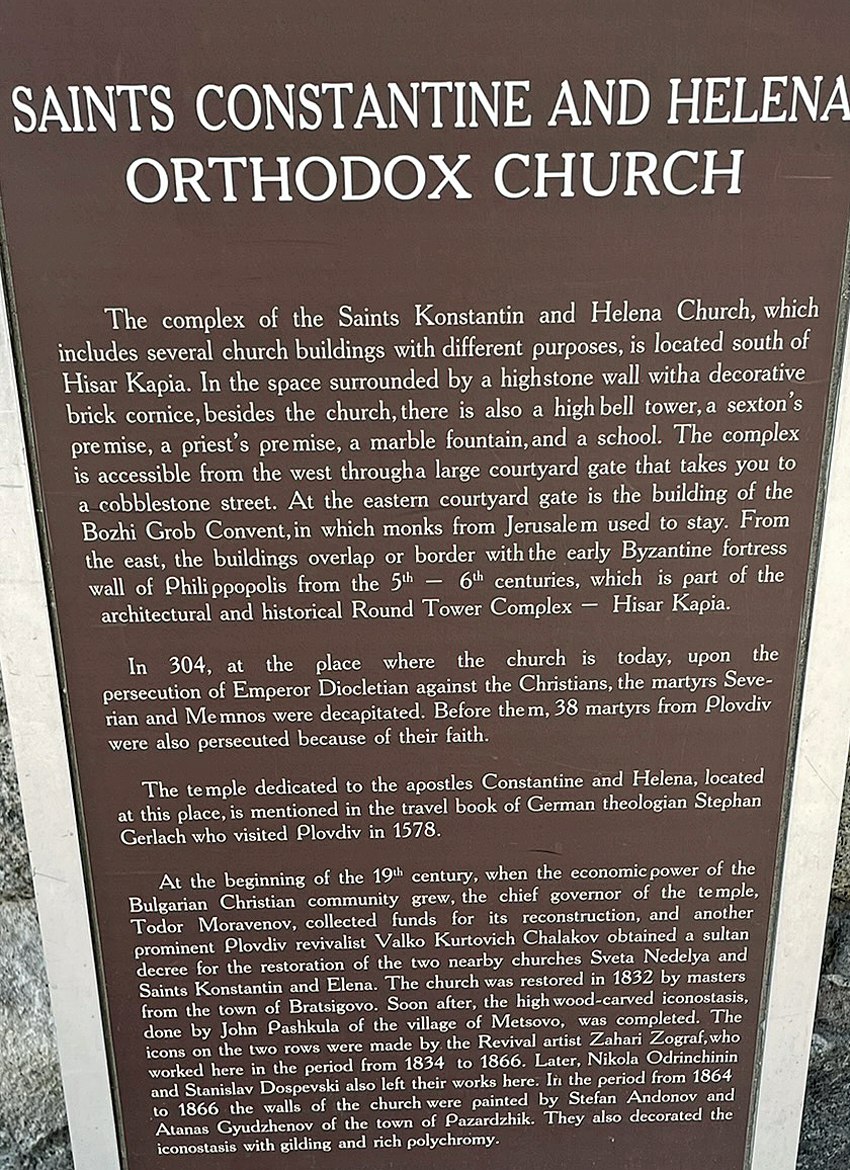 SAINTS CONSTANTINE AND HELENA
ORTHODOX CHURCH
The complex of the Saints Konstantin and Helena Church, which
includes several church buildings with different purposes, is located south of
Hisar Kapia. In the space surrounded by a highstone wall witha decorative
brick cornice, besides the church, there is also a high bell tower, a sexton's
premise, a priest's premise, a marble fountain, and a school. The complex
is accessible from the west througha large courtyard gate that takes you to
a cobblestone street. At the eastern courtyard gate is the building of the
Bozhi Grob Convent, in which monks from Jerusalem used to stay. From
the east, the buildings overlap or border with the early Byzantine fortress
wall of Philippopolis from the 5th – 6th centuries, which is part of the
architectural and historical Round Tower Complex – Hisar Kapia.
In 304, at the place where the church is today, upon the
persecution of Emperor Diocletian against the Christians, the martyrs Seve-
rian and Memnos were decapitated. Before them, 38 martyrs from Plovdiv
were also persecuted because of their faith.
The temple dedicated to the apostles Constantine and Helena, located
at this place, is mentioned in the travel book of German theologian Stephan
Gerlach who visited Plovdiv in 1578.
At the beginning of the 19th century, when the economic power of the
Bulgarian Christian community grew, the chief governor of the temple,
Todor Moravenov, collected funds for its reconstruction, and another
prominent Plovdiv revivalist Valko Kurtovich Chalakov obtained a sultan
decree for the restoration of the two nearby churches Sveta Nedelya and
Saints Konstantin and Elena. The church was restored in 1832 by masters
from the town of Bratsigovo. Soon after, the high wood-carved iconostasis,
done by John Pashkula of the village of Metsovo, was completed. The
icons on the two rows were made by the Revival artist Zahari Zograf, who
worked here in the period from 1834 to 1866. Later, Nikola Odrinchinin
and Stanislav Dospevski also left their works here. In the period from 1864
to 1866 the walls of the church were painted by Stefan Andonov and
Atanas Gyudzhenov of the town of Pazardzhik. They also decorated the
iconostasis with gilding and rich polychromy.